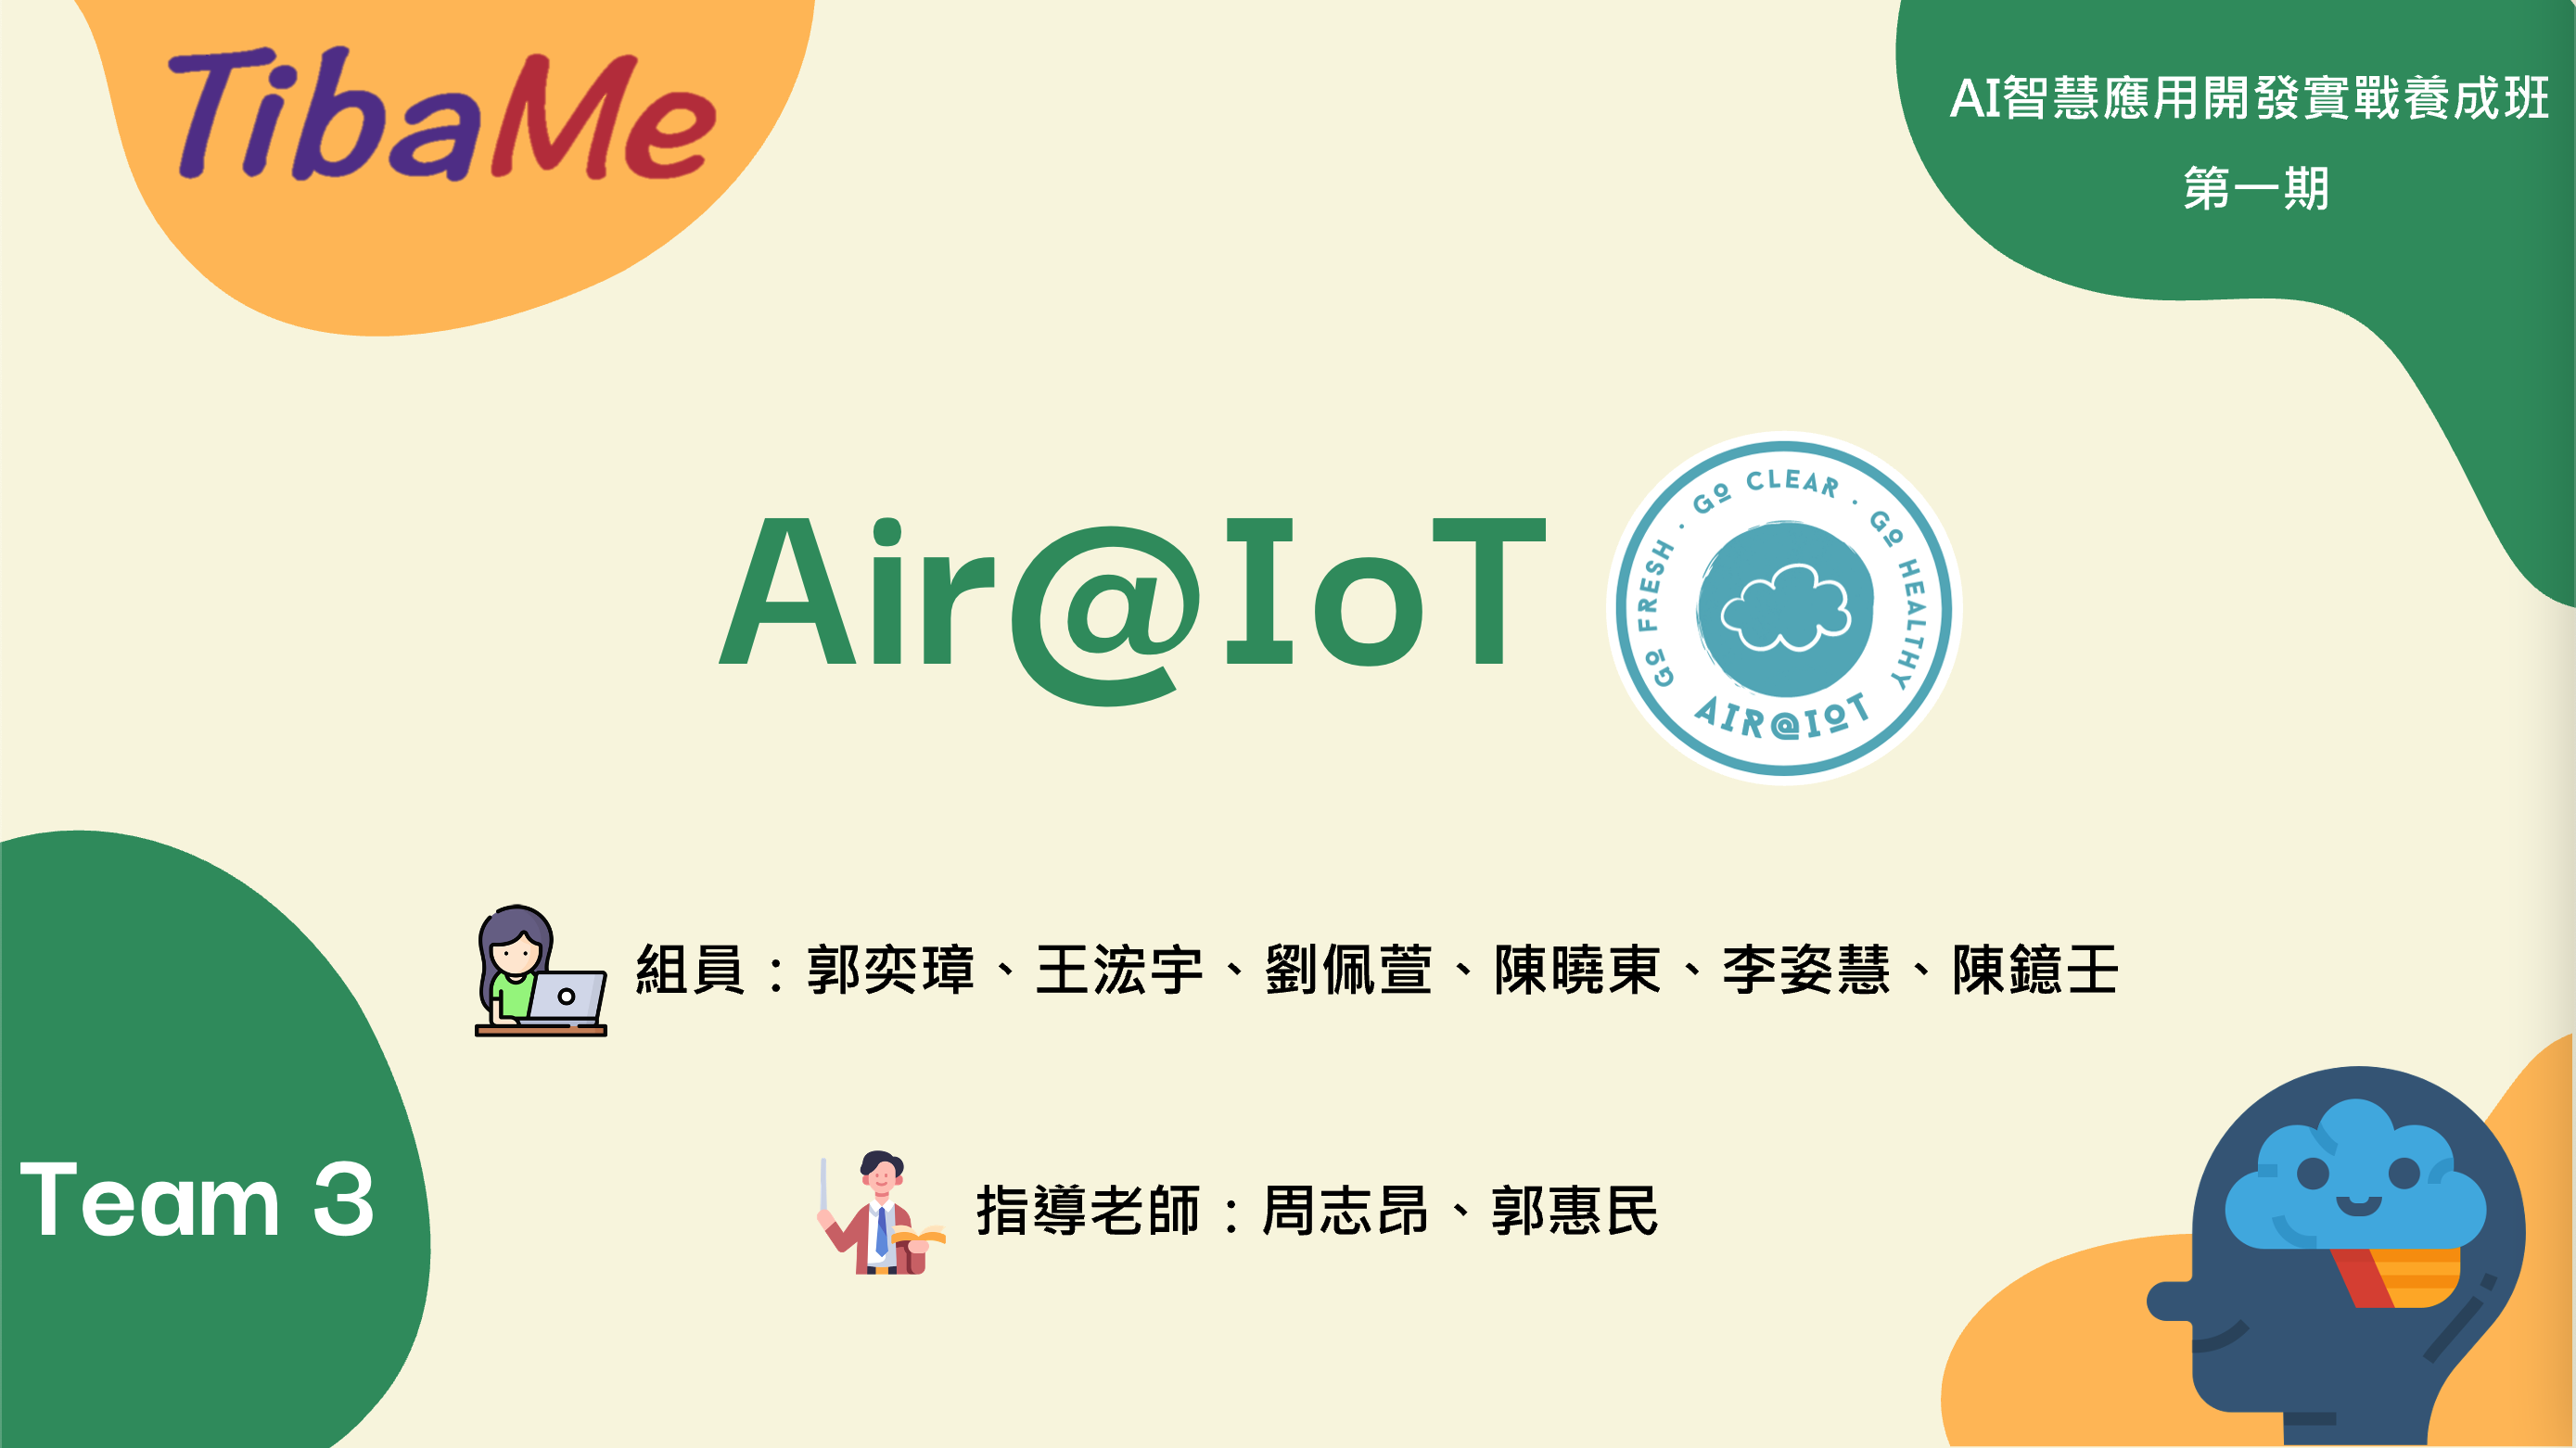 TibaMe
AI智慧應用開發實戰養成班
第一期
Air@IoT
GO FRESH · GO CLEAR · GO HEALTHY
AIR@IOT
組員：郭奕璋、王浤宇、劉佩萱、陳曉東、李姿慧、陳鐿壬
Team 3
指導老師：周志昂、郭惠民